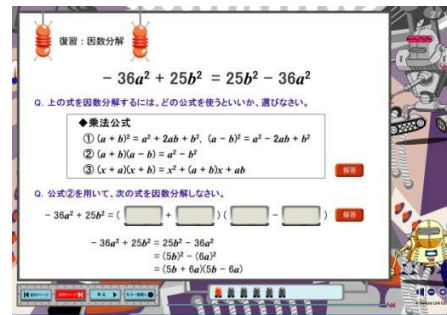 復習：因数分解
− 36a² + 25b² = 25b² − 36a²
Q. 上の式を因数分解するには、どの公式を使うといいか、選びなさい。
◆乗法公式
① (a + b)² = a² + 2ab + b², (a − b)² = a² − 2ab + b²
② (a + b)(a − b) = a² − b²
③ (x + a)(x + b) = x² + (a + b)x + ab
解答
Q. 公式②を用いて、次の式を因数分解しなさい。
− 36a² + 25b² = ( + ) ( − )
解答
− 36a² + 25b² = 25b² − 36a²
= (5b)² − (6a)²
= (5b + 6a)(5b − 6a)